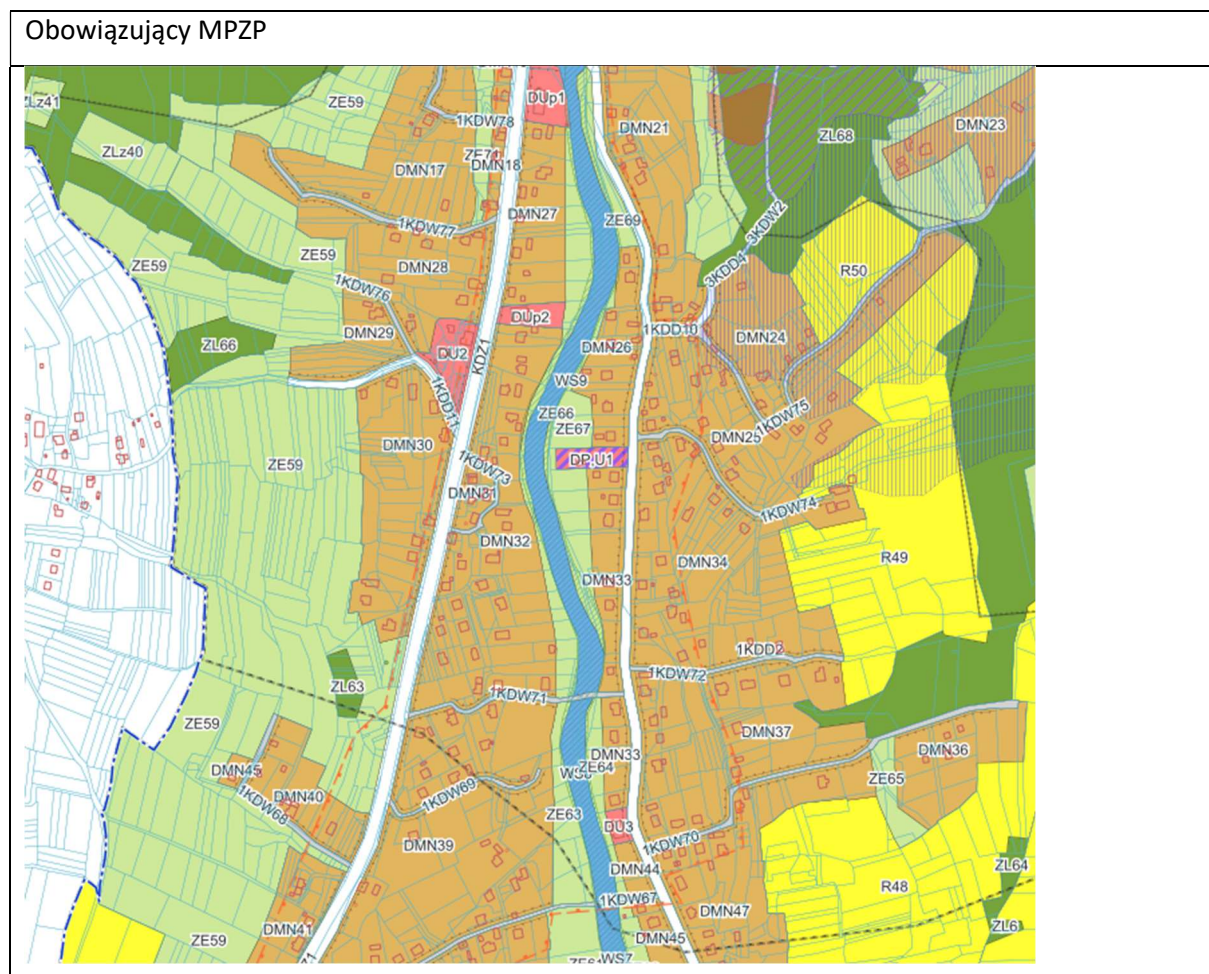 Obowiązujący MPZP
DUp1
ZE59
1KDW78
DMN21
DMN23
ZL68
ZLz40
ZE71
DMN17
DMN18
DMN27
1KDW77
ZE69
3KDW2
ZE59
ZE59
DMN28
3KDD4
R50
1KDW76
DUp2
1KDD10
DMN29
DMN24
ZL66
DU2
KDZ1
DMN26
WS9
1KDD11
ZE66
ZE67
1KDW75
DMN30
DMN25
ZE59
1KDW73
DP,U1
DMN31
1KDW74
DMN32
R49
DMN34
DMN33
1KDD2
1KDW72
ZL63
1KDW71
ZE59
DMN37
DMN36
DMN33
DMN45
ZE64
ZE65
1KDW69
DMN40
1KDW68
ZE63
DU3
1KDW70
DMN39
DMN44
ZL64
R48
1KDW67
DMN47
ZE59
DMN41
DMN45
WS7